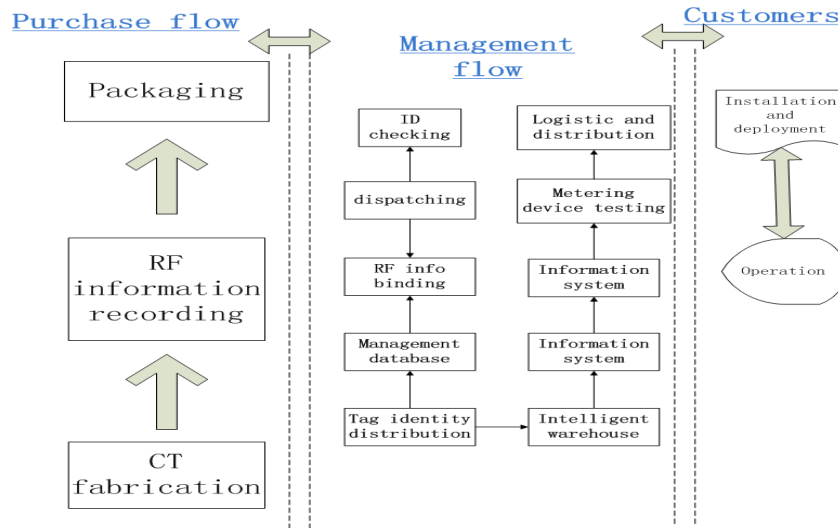 Purchase flow
Packaging
RF
information
recording
CT
fabrication
Management
flow
ID
checking
dispatching
RF info
binding
Management
database
Tag identity
distribution
Logistic and
distribution
Metering
device testing
Information
system
Information
system
Intelligent
warehouse
Customers
Installation
and
deployment
Operation